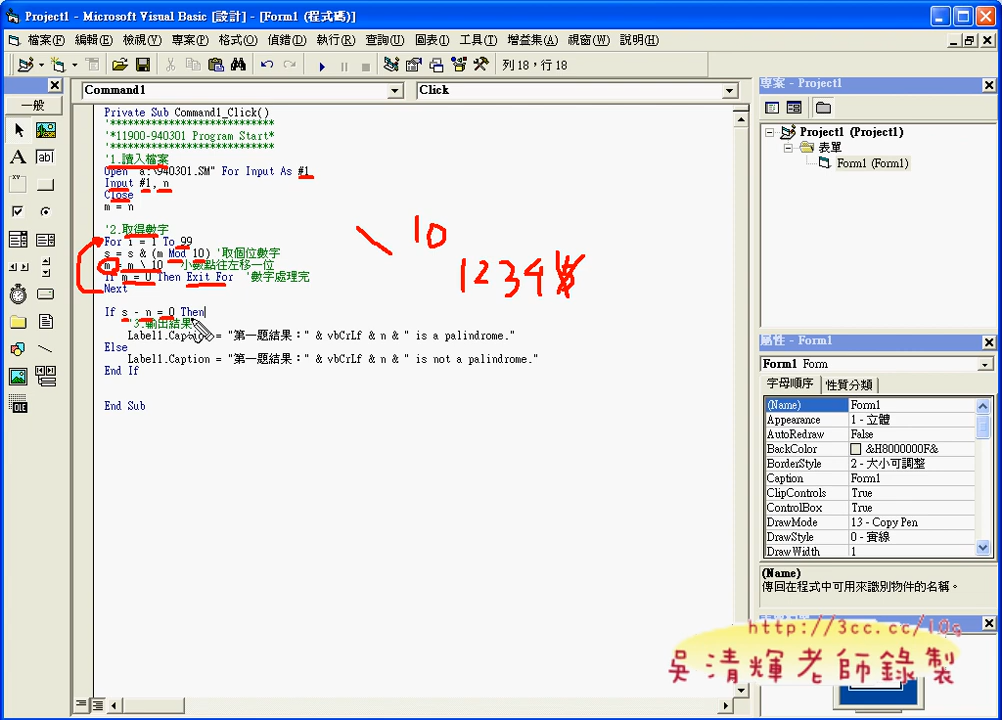 Project1 - Microsoft Visual Basic [設計] - [Form1 (程式碼)]
檔案(F) 編輯(E) 檢視(V) 專案(P) 格式(O) 偵錯(D) 執行(R) 查詢(U) 圖表(I) 工具(T) 增益集(A) 視窗(W) 說明(H)
列 18，行 18
一般
Command1 Click
Private Sub Command1_Click()
'****************************
'*11900-940301 Program Start*
'****************************
'1.讀入檔案
Open "a:\940301.SM" For Input As #1
Input #1, n
Close
m = n
'2.取得數字
For i = 1 To 99
s = s & (m Mod 10) '取個位數字
m = m \ 10 '小數點往左移一位
If m = 0 Then Exit For '數字處理完
Next
If s - n = 0 Then
'3.輸出結果
Label1.Caption = "第一題結果：" & vbCrLf & n & " is a palindrome."
Else
Label1.Caption = "第一題結果：" & vbCrLf & n & " is not a palindrome."
End If
End Sub
\ 10
1234
專案 - Project1
Project1 (Project1)
表單
Form1 (Form1)
屬性 - Form1
Form1 Form
字母順序 性質分類
(Name) Form1
Appearance 1 - 立體
AutoRedraw False
BackColor &H8000000F&
BorderStyle 2 - 大小可調整
Caption Form1
ClipControls True
ControlBox True
DrawMode 13 - Copy Pen
DrawStyle 0 - 實線
DrawWidth 1
(Name)
傳回在程式中可用來識別物件的名稱。
http://3cc.cc/10s
吳清輝老師錄製